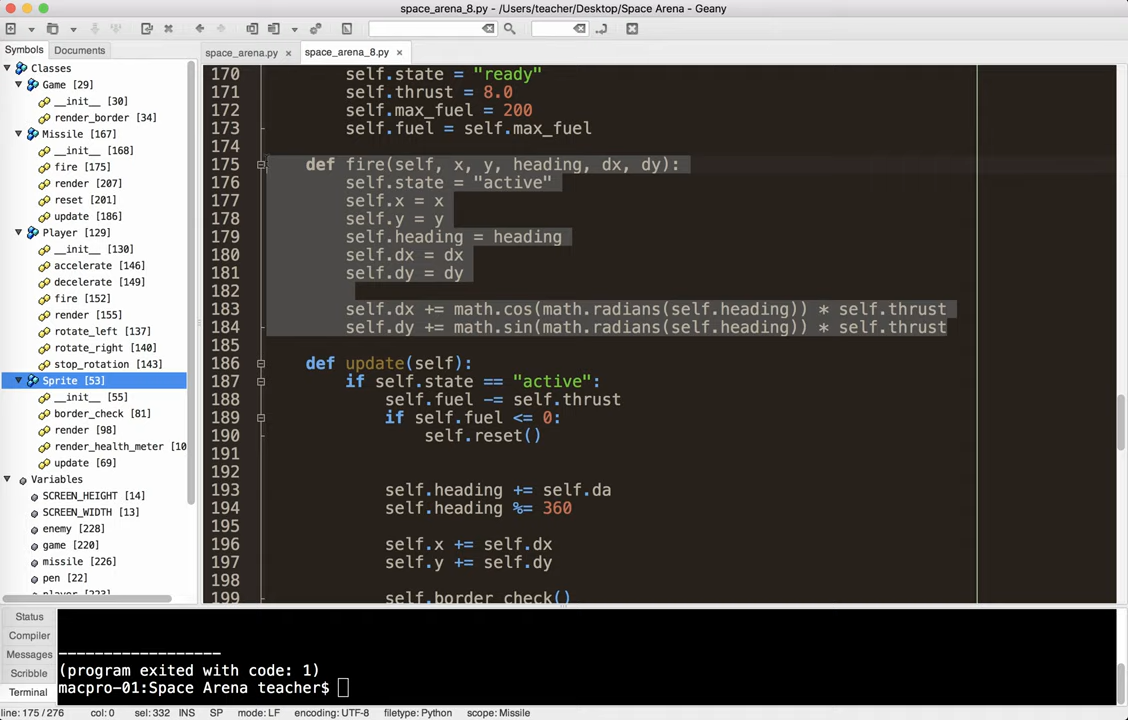 space_arena_8.py - /Users/teacher/Desktop/Space Arena - Geany
Symbols Documents
space_arena.py × space_arena_8.py ×
Classes
Game [29]
__init__ [30]
render_border [34]
Missile [167]
__init__ [168]
fire [175]
render [207]
reset [201]
update [186]
Player [129]
__init__ [130]
accelerate [146]
decelerate [149]
fire [152]
render [155]
rotate_left [137]
rotate_right [140]
stop_rotation [143]
Sprite [53]
__init__ [55]
border_check [81]
render [98]
render_health_meter [10
update [69]
Variables
SCREEN_HEIGHT [14]
SCREEN_WIDTH [13]
enemy [228]
game [220]
missile [226]
pen [22]
player [223]
170 self.state = "ready"
171 self.thrust = 8.0
172 self.max_fuel = 200
173 self.fuel = self.max_fuel
174
175 def fire(self, x, y, heading, dx, dy):
176 self.state = "active"
177 self.x = x
178 self.y = y
179 self.heading = heading
180 self.dx = dx
181 self.dy = dy
182
183 self.dx += math.cos(math.radians(self.heading)) * self.thrust
184 self.dy += math.sin(math.radians(self.heading)) * self.thrust
185
186 def update(self):
187 if self.state == "active":
188 self.fuel -= self.thrust
189 if self.fuel <= 0:
190 self.reset()
191
192
193 self.heading += self.da
194 self.heading %= 360
195
196 self.x += self.dx
197 self.y += self.dy
198
199 self.border_check()
Status
Compiler
Messages
Scribble
Terminal
------------------
(program exited with code: 1)
macpro-01:Space Arena teacher$
line: 175 / 276 col: 0 sel: 332 INS SP mode: LF encoding: UTF-8 filetype: Python scope: Missile